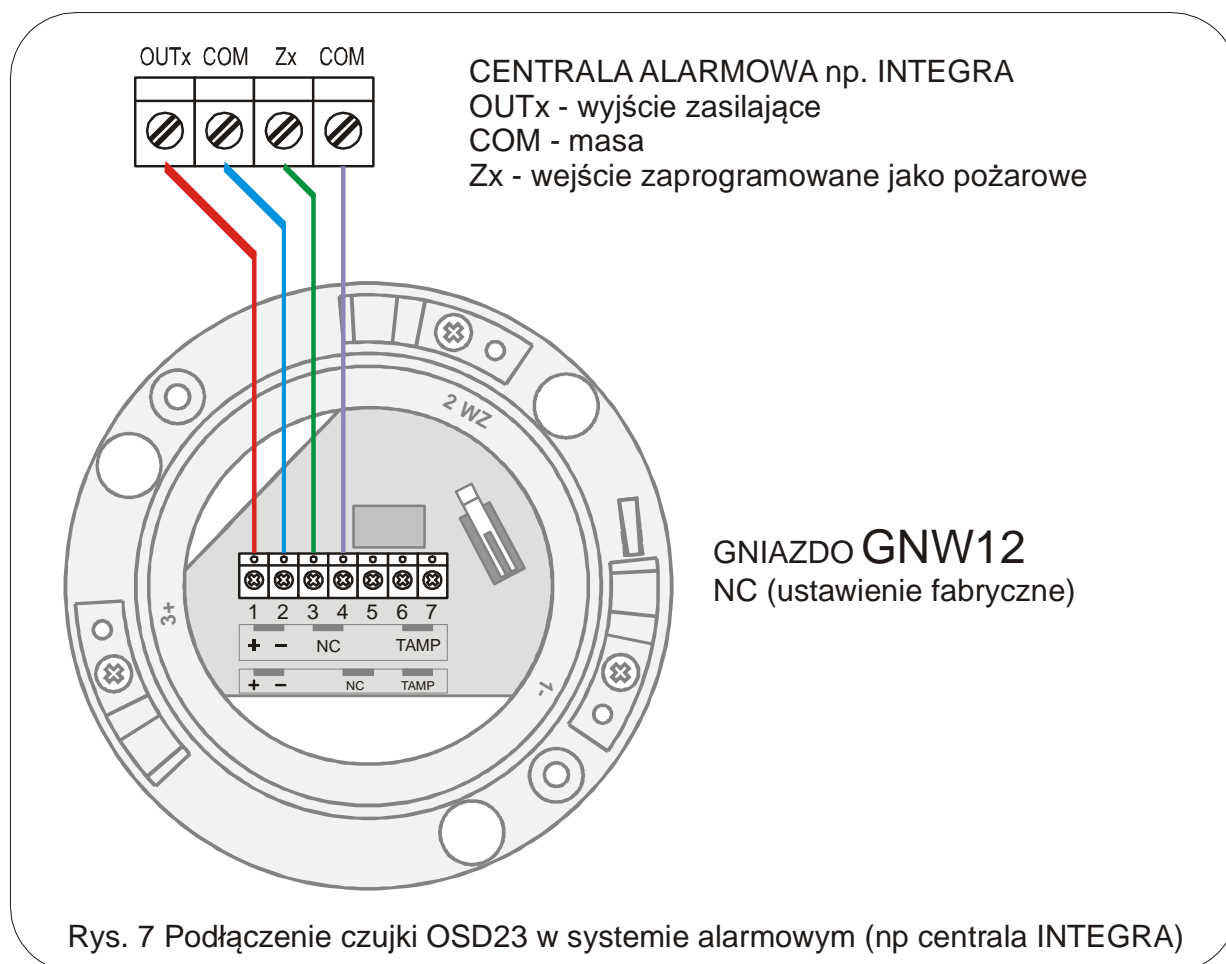 OUTx COM Zx COM
CENTRALA ALARMOWA np. INTEGRA
OUTx - wyjście zasilające
COM - masa
Zx - wejście zaprogramowane jako pożarowe
2 WZ
3+
1-
GNIAZDO GNW12
NC (ustawienie fabryczne)
1 2 3 4 5 6 7
+ - NC TAMP
+ - NC TAMP
Rys. 7 Podłączenie czujki OSD23 w systemie alarmowym (np centrala INTEGRA)